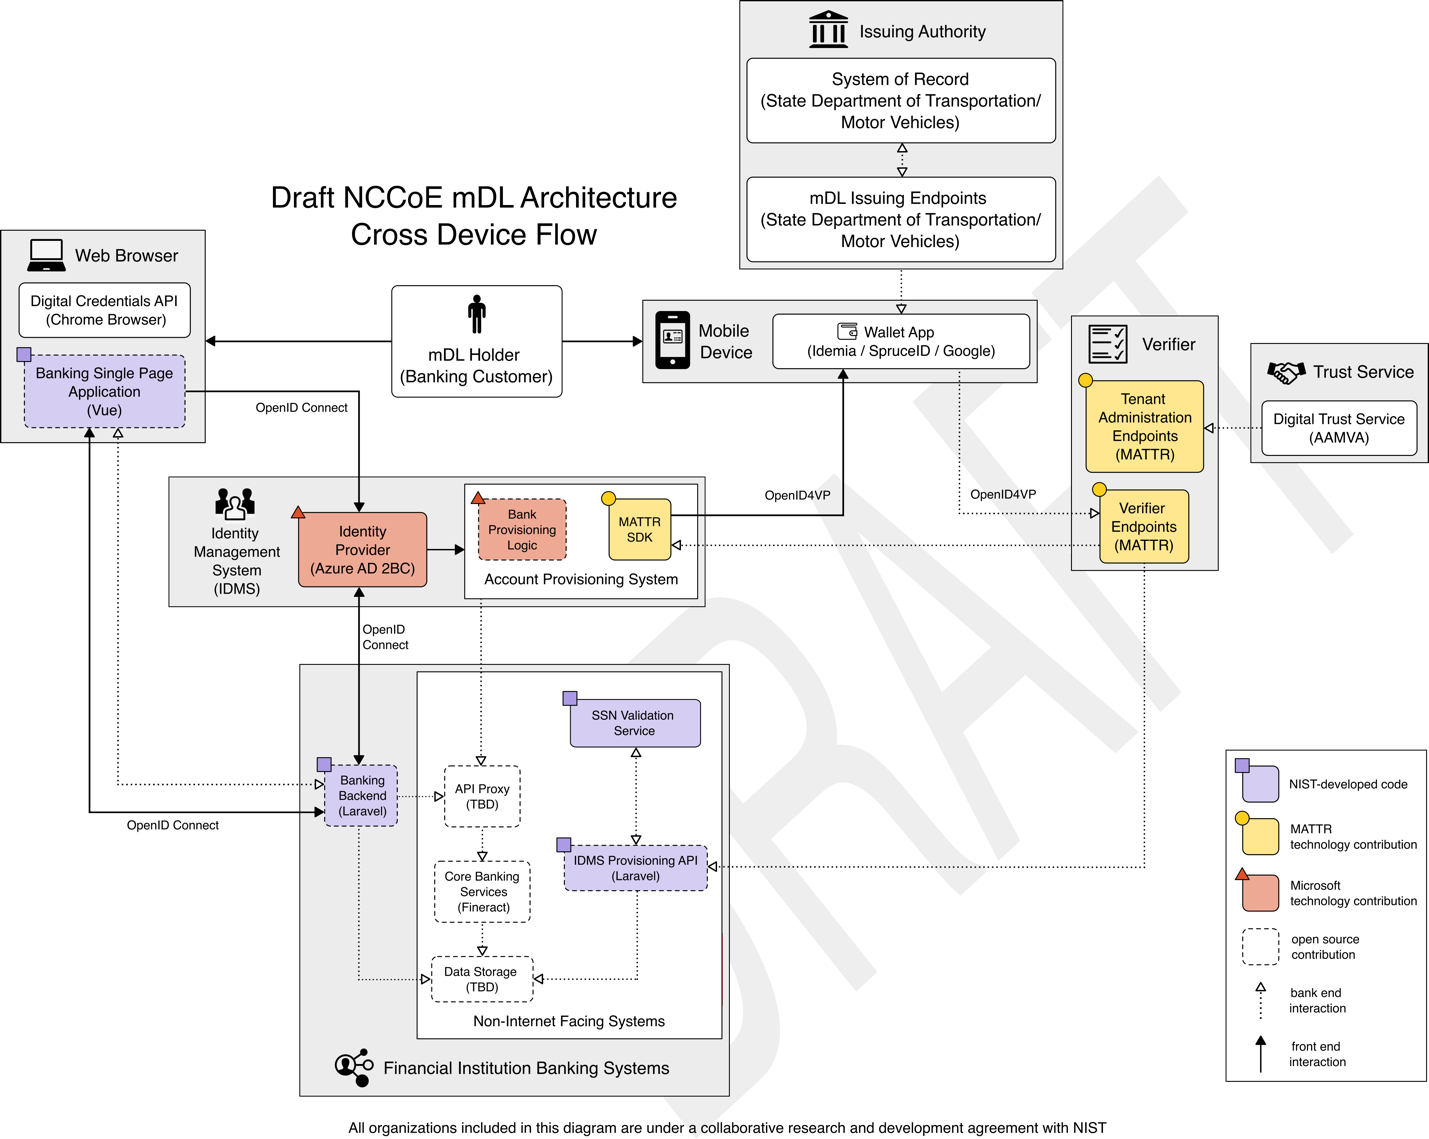 Issuing Authority
System of Record
(State Department of Transportation/
Motor Vehicles)
mDL Issuing Endpoints
(State Department of Transportation/
Motor Vehicles)
Draft NCCoE mDL Architecture
Cross Device Flow
Web Browser
Digital Credentials API
(Chrome Browser)
Banking Single Page
Application
(Vue)
mDL Holder
(Banking Customer)
Mobile
Device
Wallet App
(Idemia / SpruceID / Google)
Verifier
Tenant
Administration
Endpoints
(MATTR)
Verifier
Endpoints
(MATTR)
Trust Service
Digital Trust Service
(AAMVA)
OpenID Connect
OpenID4VP
OpenID4VP
Identity
Management
System
(IDMS)
Identity
Provider
(Azure AD 2BC)
Bank
Provisioning
Logic
MATTR
SDK
Account Provisioning System
OpenID
Connect
SSN Validation
Service
Banking
Backend
(Laravel)
API Proxy
(TBD)
OpenID Connect
IDMS Provisioning API
(Laravel)
Core Banking
Services
(Fineract)
Data Storage
(TBD)
Non-Internet Facing Systems
Financial Institution Banking Systems
NIST-developed code
MATTR
technology contribution
Microsoft
technology contribution
open source
contribution
bank end
interaction
front end
interaction
DRAFT
All organizations included in this diagram are under a collaborative research and development agreement with NIST